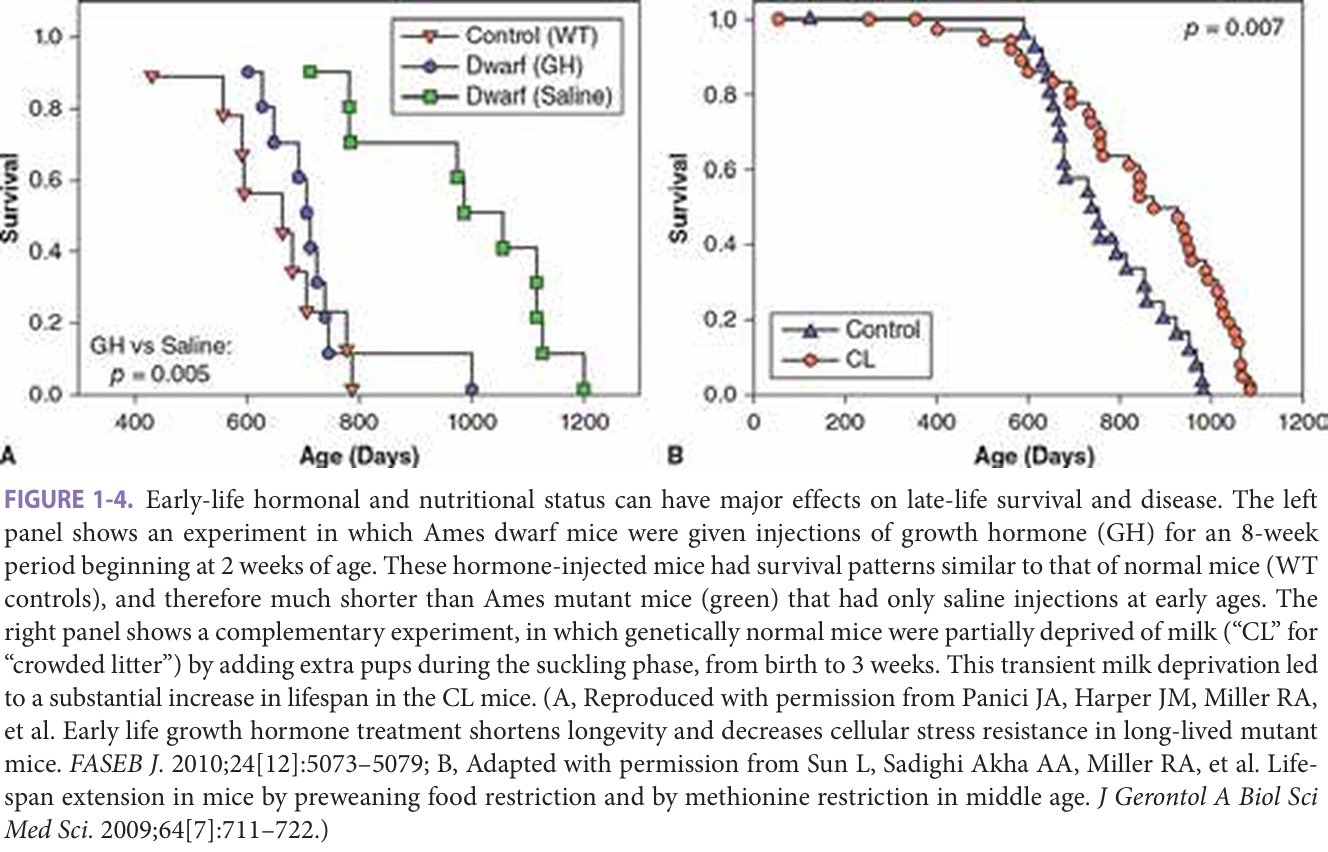 1.0
0.8
0.6
0.4
0.2
0.0
Survival
Control (WT)
Dwarf (GH)
Dwarf (Saline)
GH vs Saline:
p = 0.005
400 600 800 1000 1200
A
Age (Days)
1.0
0.8
0.6
0.4
0.2
0.0
Survival
p = 0.007
Control
CL
0 200 400 600 800 1000 1200
B
Age (Days)
FIGURE 1-4. Early-life hormonal and nutritional status can have major effects on late-life survival and disease. The left
panel shows an experiment in which Ames dwarf mice were given injections of growth hormone (GH) for an 8-week
period beginning at 2 weeks of age. These hormone-injected mice had survival patterns similar to that of normal mice (WT
controls), and therefore much shorter than Ames mutant mice (green) that had only saline injections at early ages. The
right panel shows a complementary experiment, in which genetically normal mice were partially deprived of milk (“CL” for
“crowded litter”) by adding extra pups during the suckling phase, from birth to 3 weeks. This transient milk deprivation led
to a substantial increase in lifespan in the CL mice. (A, Reproduced with permission from Panici JA, Harper JM, Miller RA,
et al. Early life growth hormone treatment shortens longevity and decreases cellular stress resistance in long-lived mutant
mice. FASEB J. 2010;24[12]:5073–5079; B, Adapted with permission from Sun L, Sadighi Akha AA, Miller RA, et al. Life-
span extension in mice by preweaning food restriction and by methionine restriction in middle age. J Gerontol A Biol Sci
Med Sci. 2009;64[7]:711–722.)